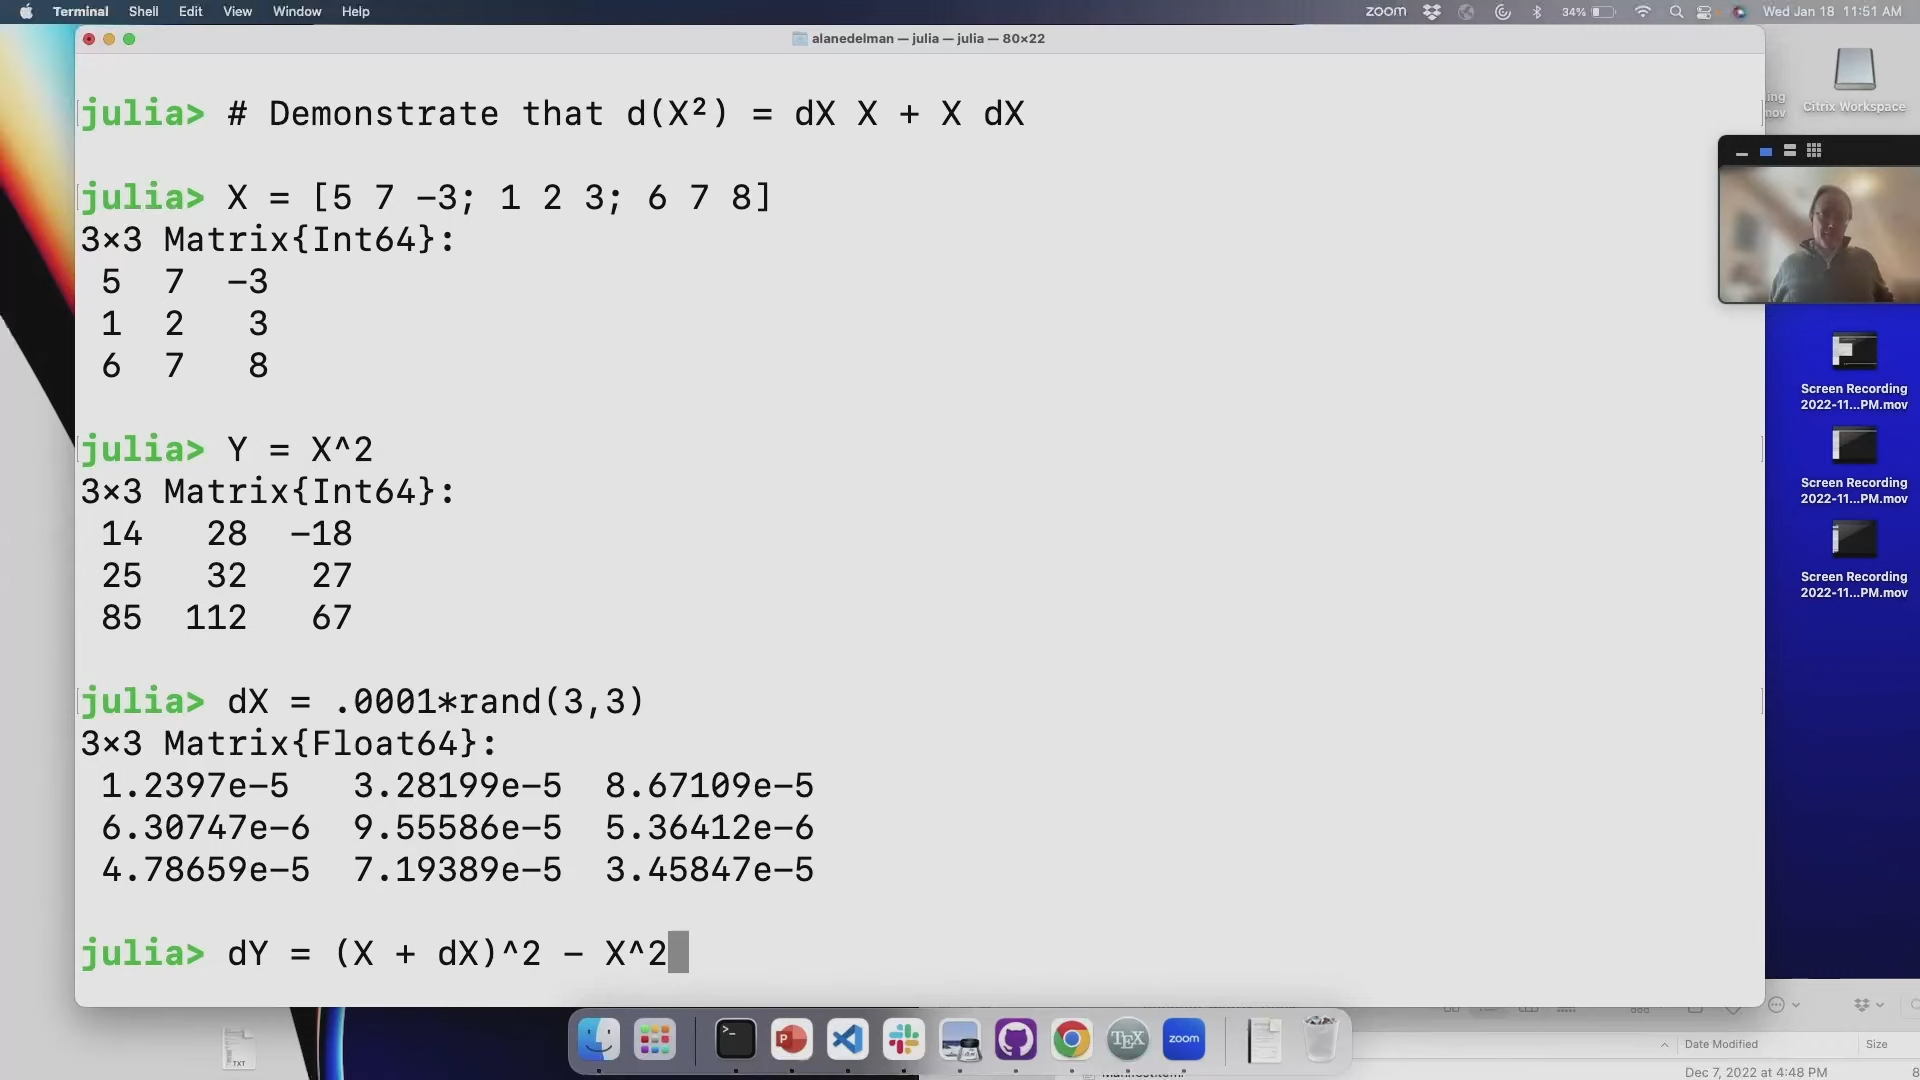 Terminal Shell Edit View Window Help
zoom 34% Wed Jan 18 11:51 AM
alanedelman — julia — julia — 80×22
julia> # Demonstrate that d(X²) = dX X + X dX
julia> X = [5 7 -3; 1 2 3; 6 7 8]
3×3 Matrix{Int64}:
5 7 -3
1 2 3
6 7 8
julia> Y = X^2
3×3 Matrix{Int64}:
14 28 -18
25 32 27
85 112 67
julia> dX = .0001*rand(3,3)
3×3 Matrix{Float64}:
1.2397e-5 3.28199e-5 8.67109e-5
6.30747e-6 9.55586e-5 5.36412e-6
4.78659e-5 7.19389e-5 3.45847e-5
julia> dY = (X + dX)^2 - X^2
ing
mov
Citrix Workspace
Screen Recording
2022-11...PM.mov
Screen Recording
2022-11...PM.mov
Screen Recording
2022-11...PM.mov
TXT
TEX
zoom
Date Modified Size
Dec 7, 2022 at 4:48 PM 8